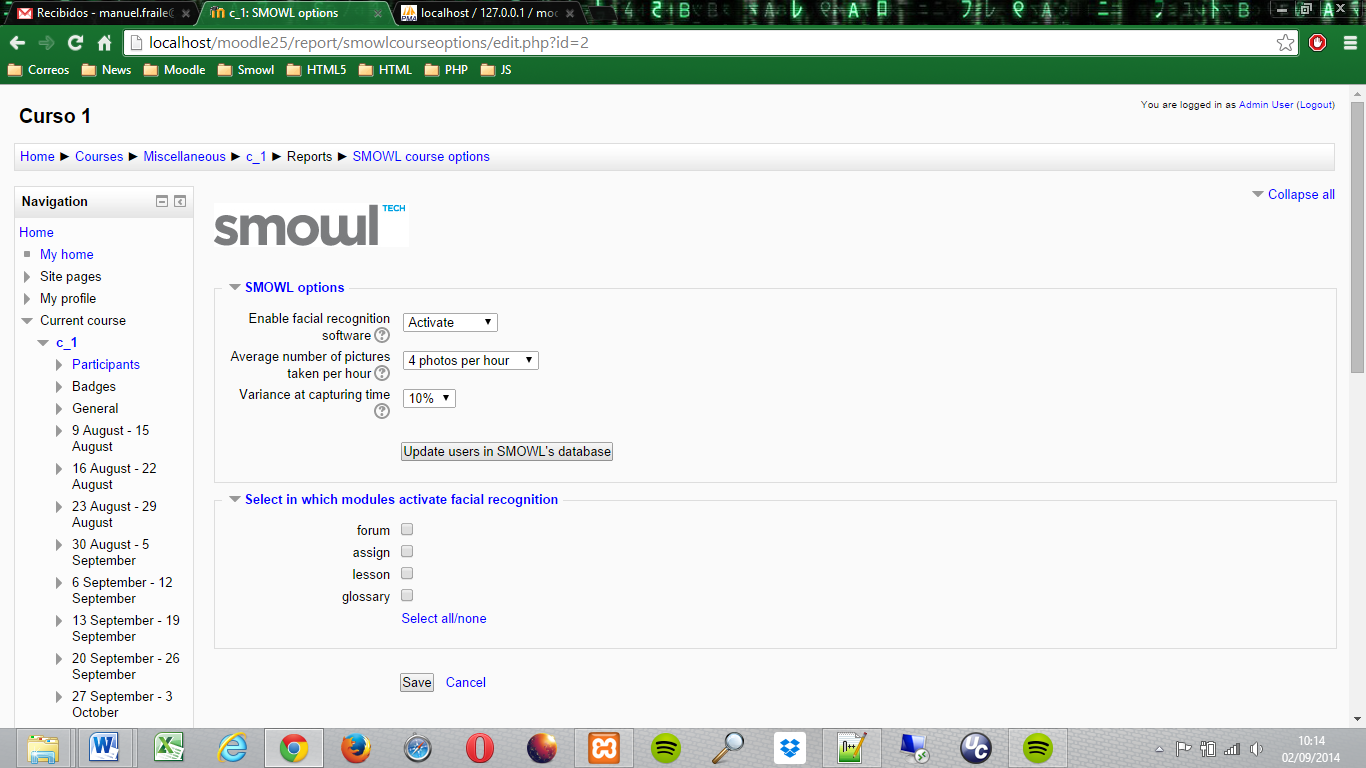 Recibidos - manuel.fraile@
c_1: SMOWL options
localhost / 127.0.0.1 / moo
localhost/moodle25/report/smowlcourseoptions/edit.php?id=2
Correos
News
Moodle
Smowl
HTML5
HTML
PHP
JS
Curso 1
You are logged in as Admin User (Logout)
Home ► Courses ► Miscellaneous ► c_1 ► Reports ► SMOWL course options
Navigation
Home
My home
Site pages
My profile
Current course
c_1
Participants
Badges
General
9 August - 15
August
16 August - 22
August
23 August - 29
August
30 August - 5
September
6 September - 12
September
13 September - 19
September
20 September - 26
September
27 September - 3
October
Collapse all
smowl TECH
SMOWL options
Enable facial recognition
software
Activate
Average number of pictures
taken per hour
4 photos per hour
Variance at capturing time
10%
Update users in SMOWL's database
Select in which modules activate facial recognition
forum
assign
lesson
glossary
Select all/none
Save
Cancel
10:14
02/09/2014